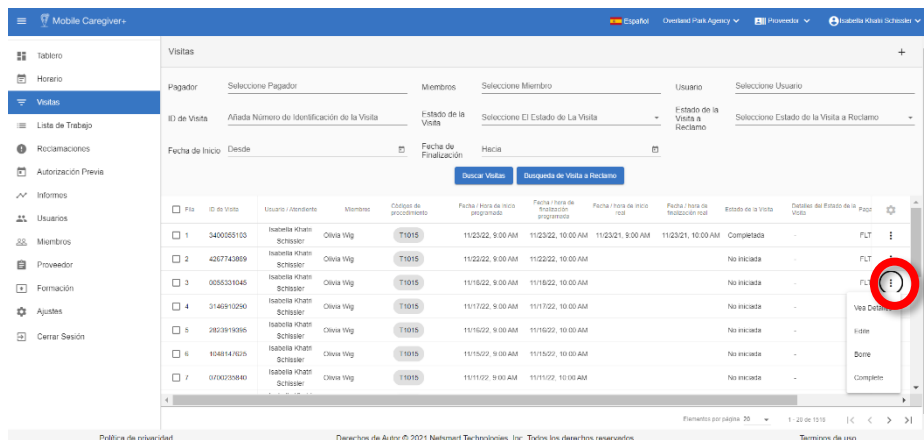 Mobile Caregiver+ Español Overland Park Agency Proveedor Isabella Khatri Schissler
Tablero
Horario
Visitas
Lista de Trabajo
Reclamaciones
Autorización Previa
Informes
Usuarios
Miembros
Proveedor
Formación
Ajustes
Cerrar Sesión
Visitas +
Pagador Seleccione Pagador Miembros Seleccione Miembro Usuario Seleccione Usuario
ID de Visita Añada Número de Identificación de la Visita Estado de la Visita Seleccione El Estado de La Visita Estado de la Visita a Reclamo Seleccione Estado de la Visita a Reclamo
Fecha de Inicio Desde Fecha de Finalización Hacia
Buscar Visitas Busqueda de Visita a Reclamo
Fila ID de Visita Usuario / Atendiente Miembros Códigos de procedimiento Fecha / Hora de inicio programada Fecha / hora de finalización programada Fecha / hora de inicio real Fecha / hora de finalización real Estado de la Visita Detalles del Estado de la Visita Paga
1 3400055103 Isabella Khatri Schissler Olivia Wig T1015 11/23/22, 9:00 AM 11/23/22, 10:00 AM 11/23/21, 9:00 AM 11/23/21, 10:00 AM Completada - FLT
2 4267743869 Isabella Khatri Schissler Olivia Wig T1015 11/22/22, 9:00 AM 11/22/22, 10:00 AM No iniciada - FLT
3 0055331045 Isabella Khatri Schissler Olivia Wig T1015 11/18/22, 9:00 AM 11/18/22, 10:00 AM No iniciada - FLT
4 3146910290 Isabella Khatri Schissler Olivia Wig T1015 11/17/22, 9:00 AM 11/17/22, 10:00 AM No iniciada -
5 2823919395 Isabella Khatri Schissler Olivia Wig T1015 11/16/22, 9:00 AM 11/16/22, 10:00 AM No iniciada -
6 1048147625 Isabella Khatri Schissler Olivia Wig T1015 11/15/22, 9:00 AM 11/15/22, 10:00 AM No iniciada -
7 0700235840 Isabella Khatri Schissler Olivia Wig T1015 11/11/22, 9:00 AM 11/11/22, 10:00 AM No iniciada -
Vea Detalles
Edite
Borre
Complete
Elementos por página 20 1 - 20 de 1516
Política de privacidad Derechos de Autor © 2021 Netsmart Technologies, Inc. Todos los derechos reservados. Terminos de uso